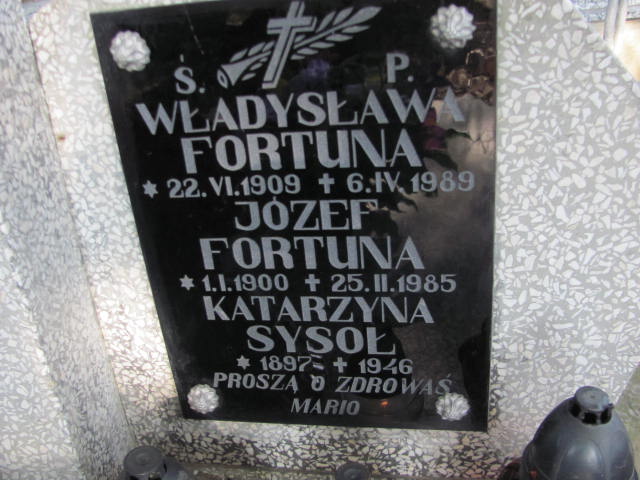 Ś. P.
WŁADYSŁAWA
FORTUNA
* 22.VI.1909 + 6.IV.1989
JÓZEF
FORTUNA
* 1.I.1900 + 25.II.1985
KATARZYNA
SYSOŁ
* 1897 + 1946
PROSZĄ O ZDROWAŚ
MARIO